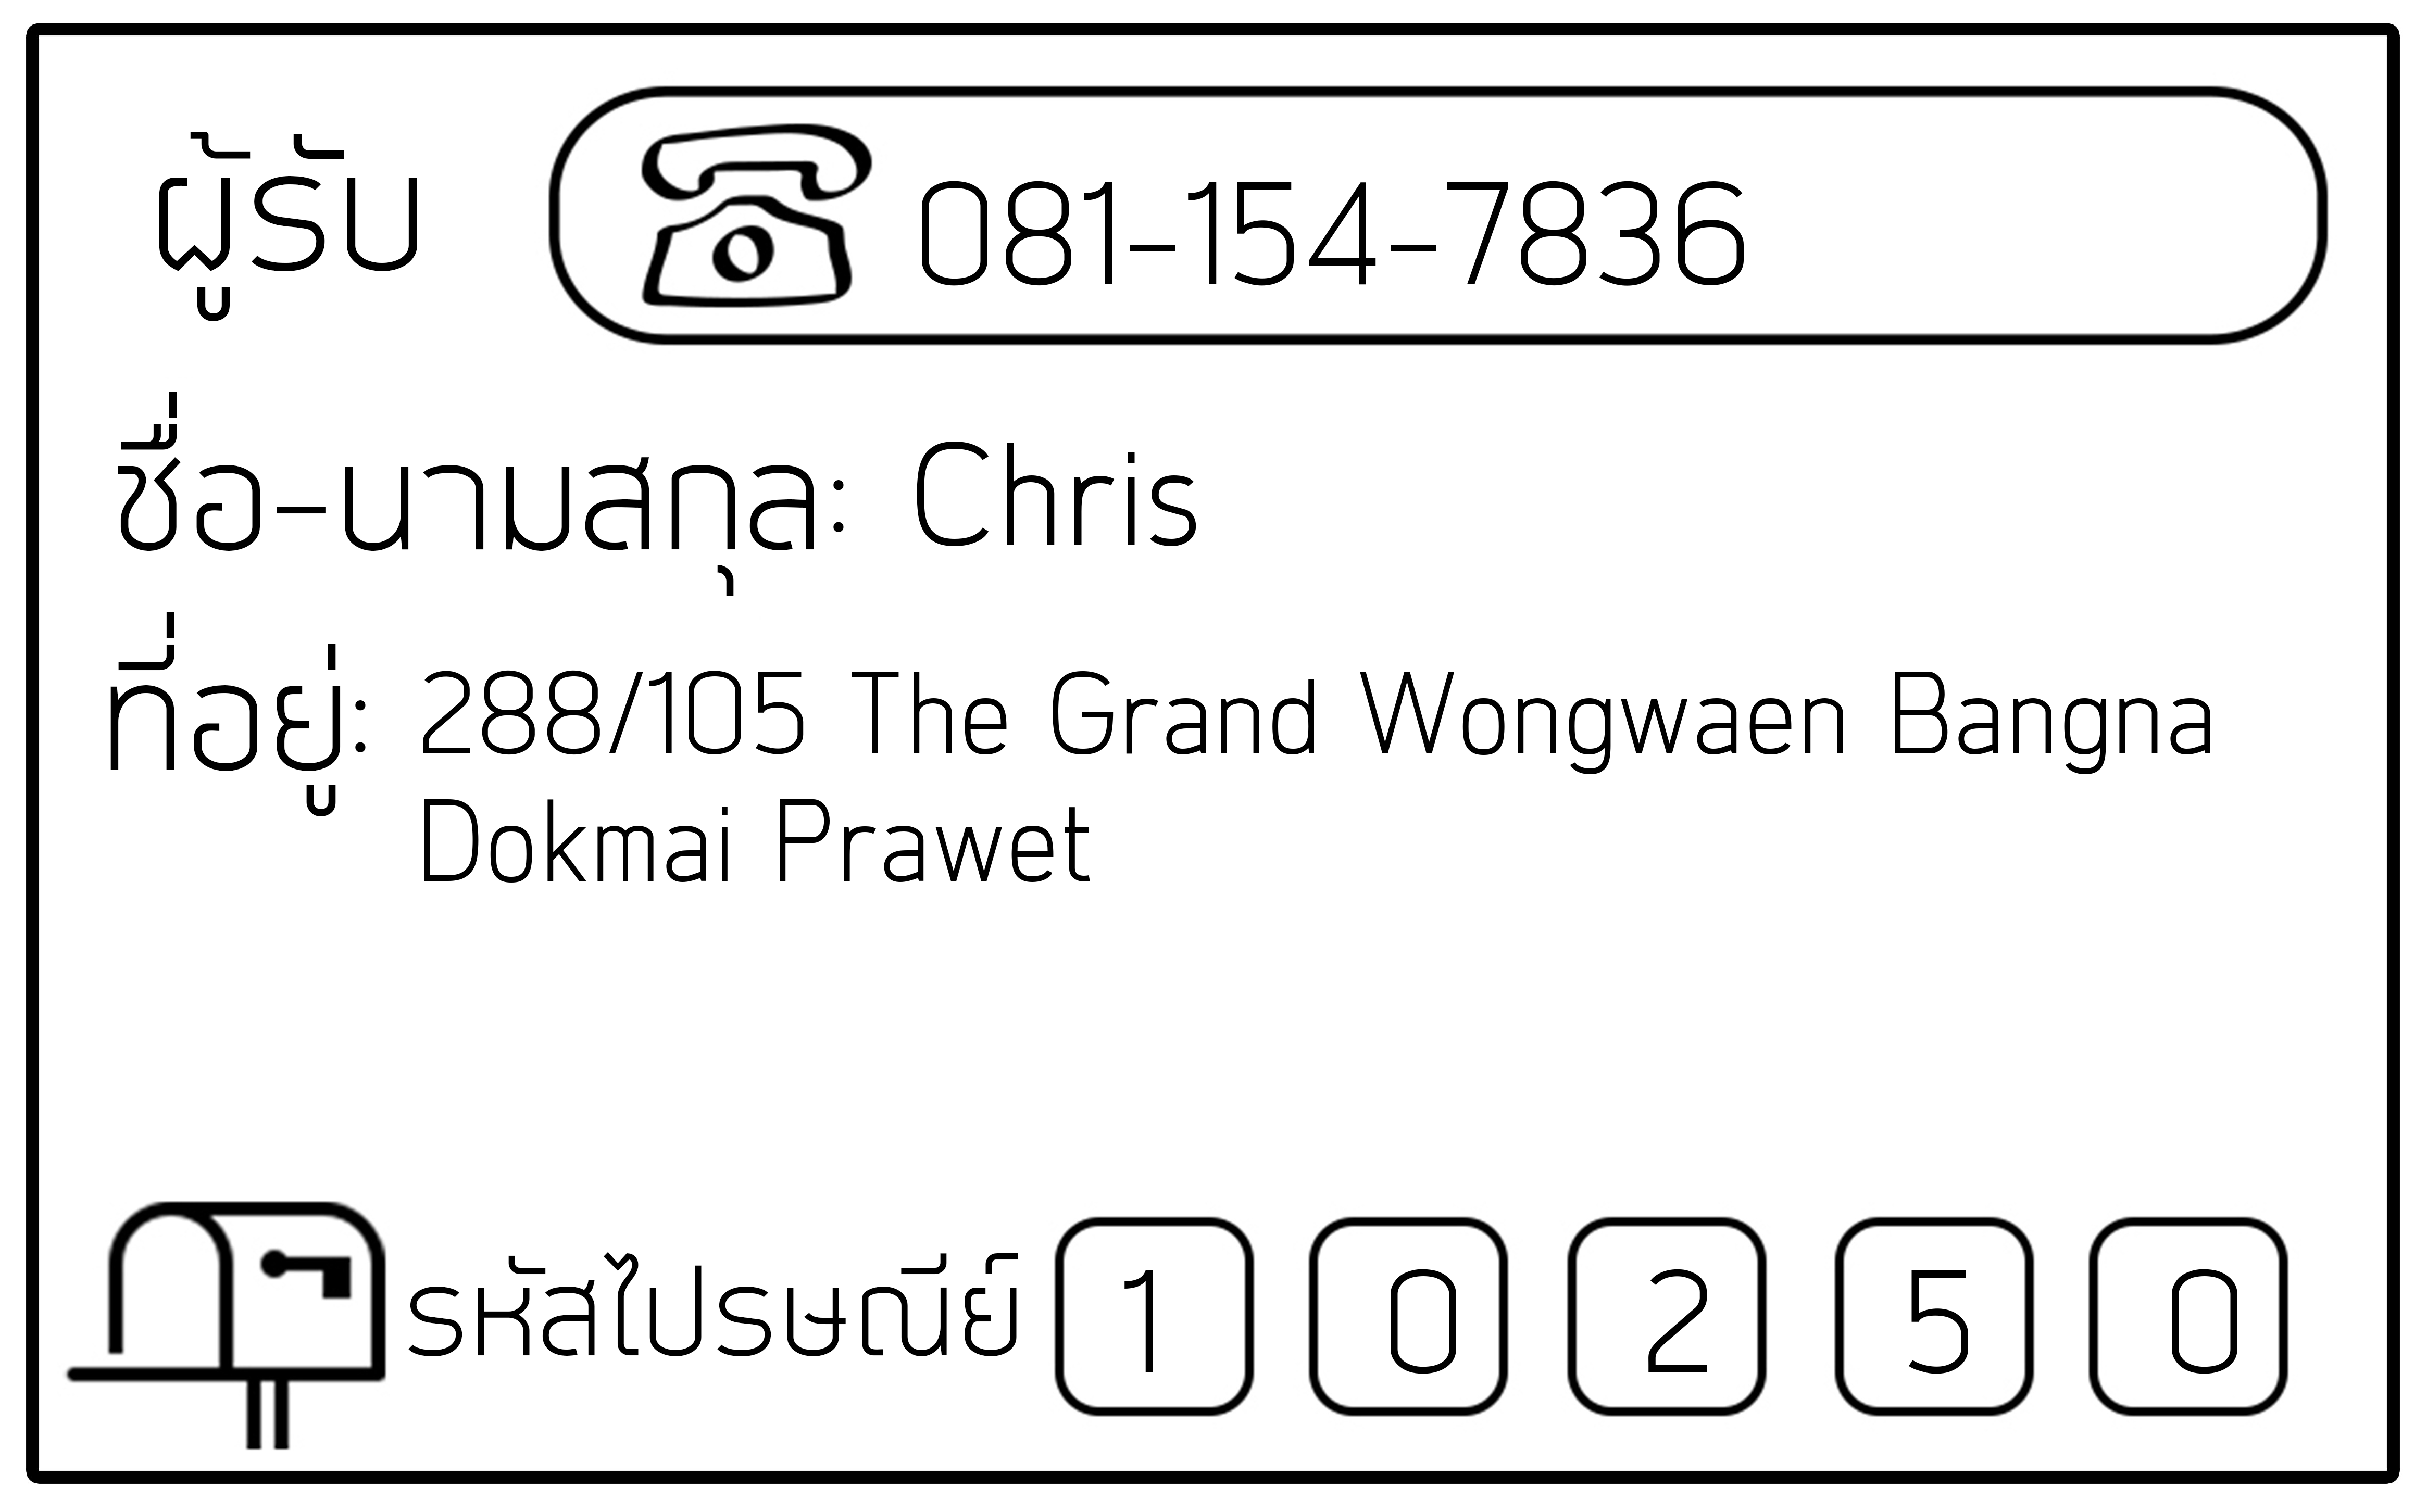 ผู้รับ 081-154-7836
ชื่อ-นามสกุล: Chris
ที่อยู่: 288/105 The Grand Wongwaen Bangna
Dokmai Prawet
รหัสไปรษณีย์ 1 0 2 5 0